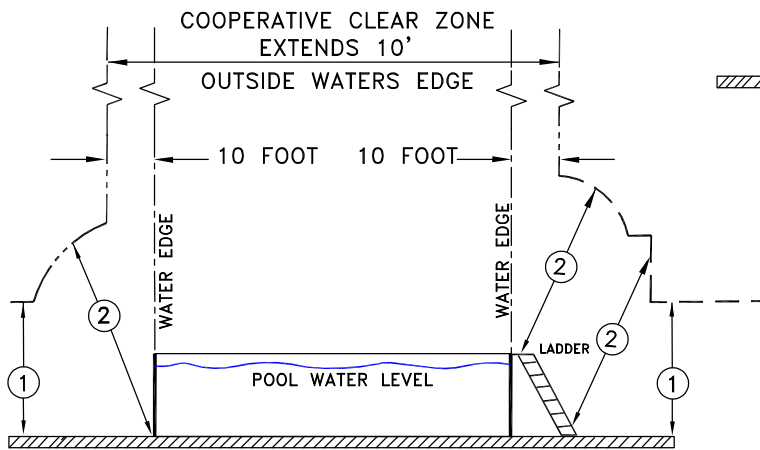 COOPERATIVE CLEAR ZONE
EXTENDS 10'
OUTSIDE WATERS EDGE
10 FOOT 10 FOOT
WATER EDGE
WATER EDGE
2
2
2
LADDER
1
POOL WATER LEVEL
1